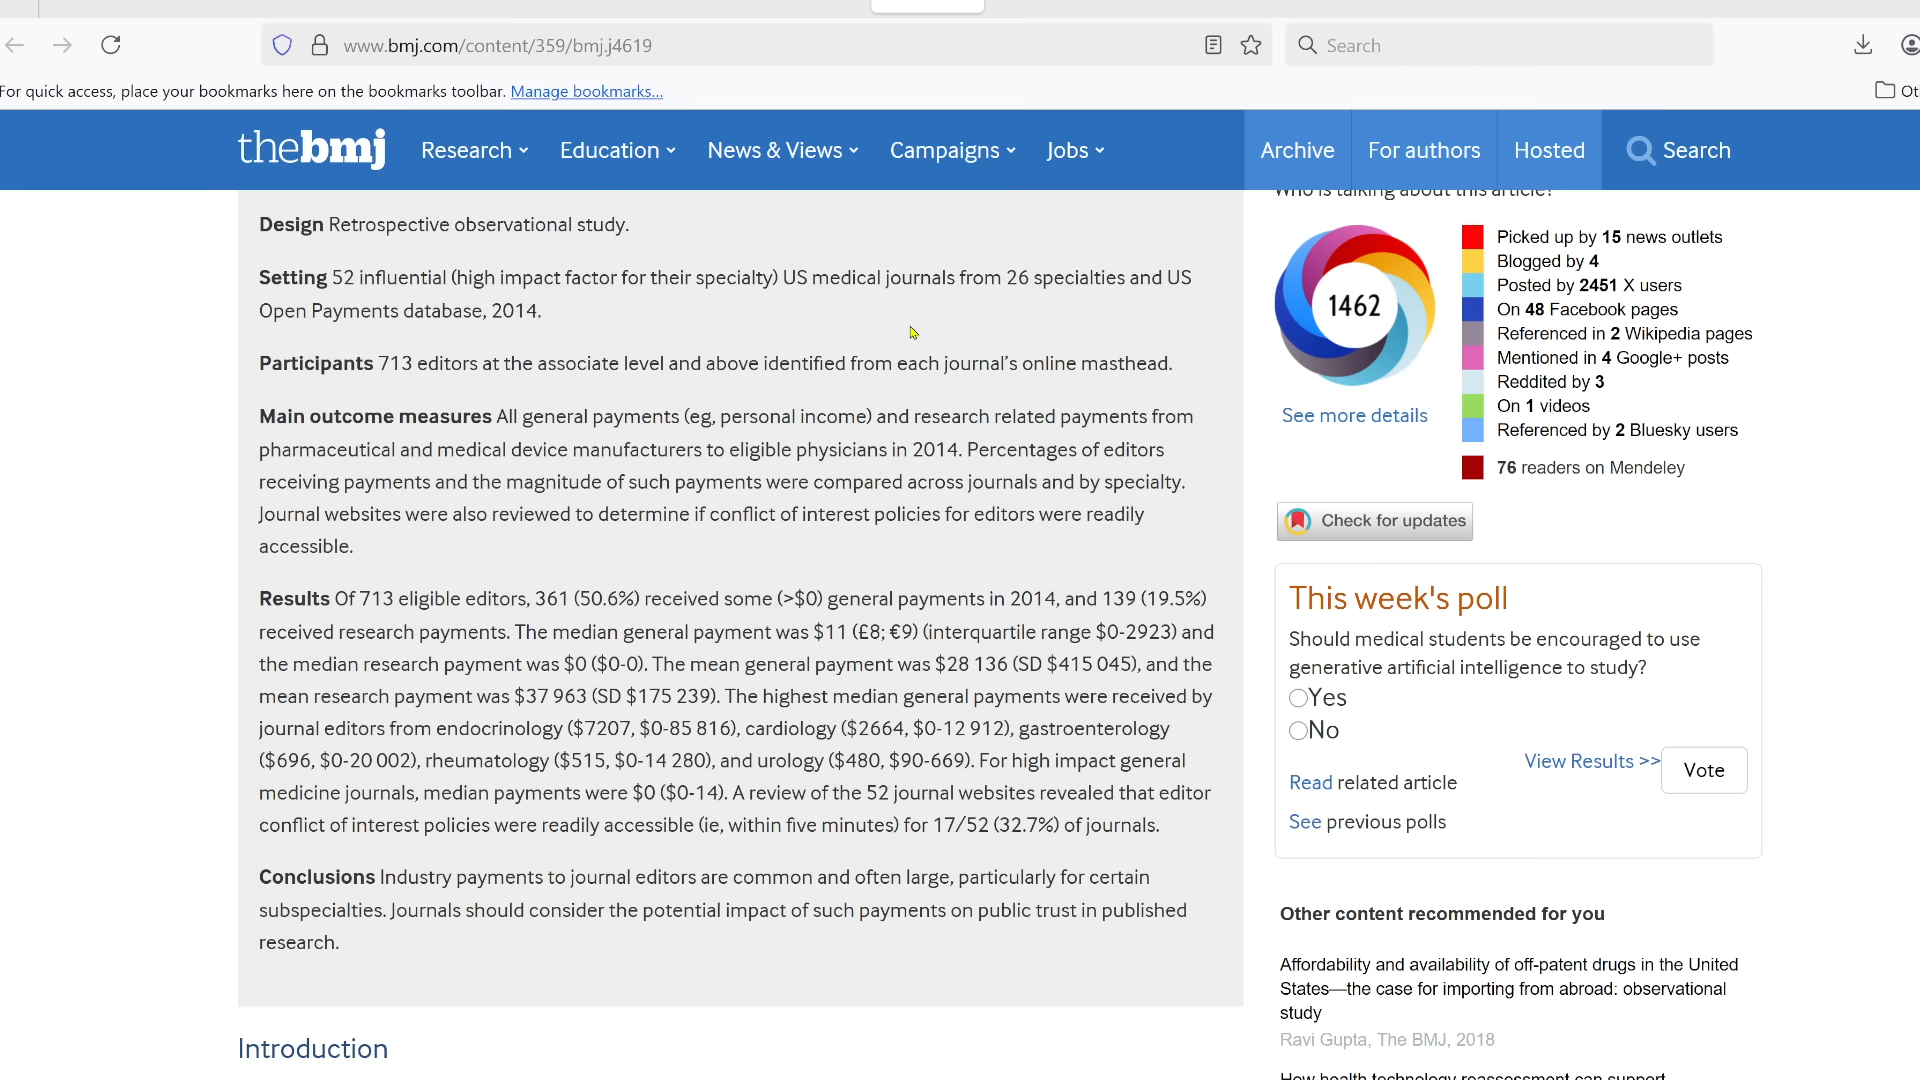 www.bmj.com/content/359/bmj.j4619
Search
For quick access, place your bookmarks here on the bookmarks toolbar. Manage bookmarks...
thebmj
Research
Education
News & Views
Campaigns
Jobs
Archive
For authors
Hosted
Search
Design Retrospective observational study.
Setting 52 influential (high impact factor for their specialty) US medical journals from 26 specialties and US
Open Payments database, 2014.
Participants 713 editors at the associate level and above identified from each journal's online masthead.
Main outcome measures All general payments (eg, personal income) and research related payments from
pharmaceutical and medical device manufacturers to eligible physicians in 2014. Percentages of editors
receiving payments and the magnitude of such payments were compared across journals and by specialty.
Journal websites were also reviewed to determine if conflict of interest policies for editors were readily
accessible.
Results Of 713 eligible editors, 361 (50.6%) received some (>$0) general payments in 2014, and 139 (19.5%)
received research payments. The median general payment was $11 (£8; €9) (interquartile range $0-2923) and
the median research payment was $0 ($0-0). The mean general payment was $28 136 (SD $415 045), and the
mean research payment was $37 963 (SD $175 239). The highest median general payments were received by
journal editors from endocrinology ($7207, $0-85 816), cardiology ($2664, $0-12 912), gastroenterology
($696, $0-20 002), rheumatology ($515, $0-14 280), and urology ($480, $90-669). For high impact general
medicine journals, median payments were $0 ($0-14). A review of the 52 journal websites revealed that editor
conflict of interest policies were readily accessible (ie, within five minutes) for 17/52 (32.7%) of journals.
Conclusions Industry payments to journal editors are common and often large, particularly for certain
subspecialties. Journals should consider the potential impact of such payments on public trust in published
research.
Introduction
Who is talking about this article?
1462
See more details
Picked up by 15 news outlets
Blogged by 4
Posted by 2451 X users
On 48 Facebook pages
Referenced in 2 Wikipedia pages
Mentioned in 4 Google+ posts
Reddited by 3
On 1 videos
Referenced by 2 Bluesky users
76 readers on Mendeley
Check for updates
This week's poll
Should medical students be encouraged to use
generative artificial intelligence to study?
Yes
No
View Results >>
Vote
Read related article
See previous polls
Other content recommended for you
Affordability and availability of off-patent drugs in the United
States—the case for importing from abroad: observational
study
Ravi Gupta, The BMJ, 2018
How health technology reassessment can support